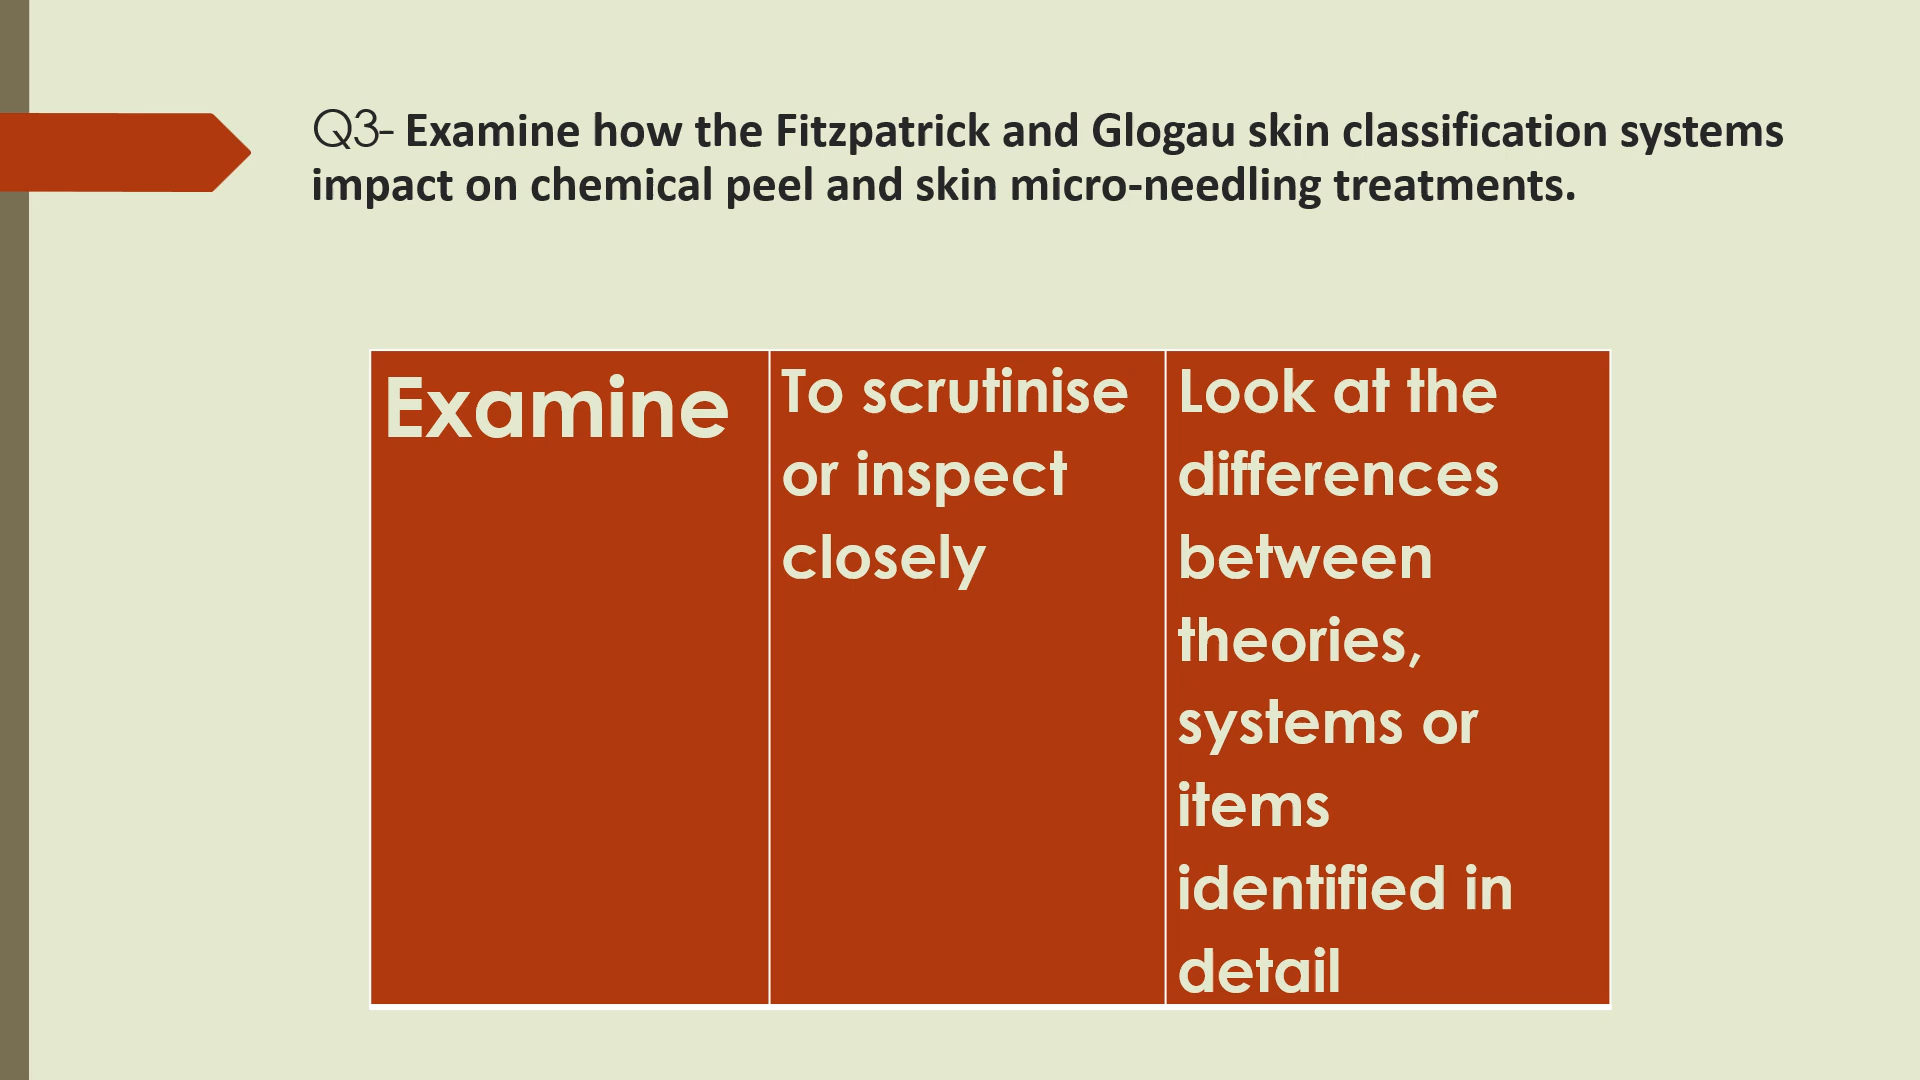 Q3- Examine how the Fitzpatrick and Glogau skin classification systems
impact on chemical peel and skin micro-needling treatments.
Examine
To scrutinise
or inspect
closely
Look at the
differences
between
theories,
systems or
items
identified in
detail